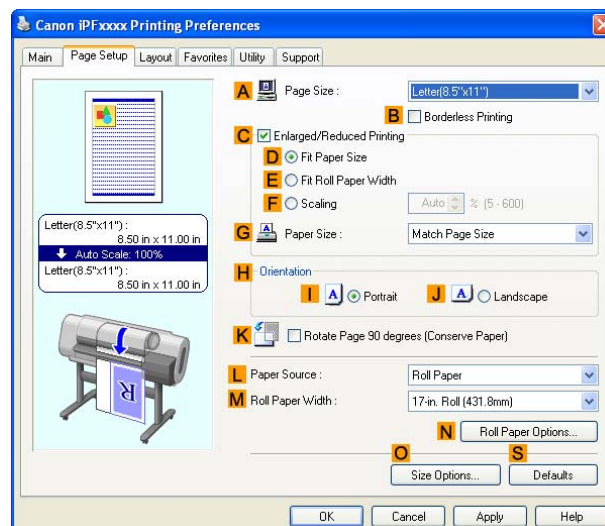 Canon iPFxxxx Printing Preferences
Main Page Setup Layout Favorites Utility Support
A Page Size : Letter(8.5"x11")
B Borderless Printing
C Enlarged/Reduced Printing
D Fit Paper Size
E Fit Roll Paper Width
F Scaling Auto % (5 - 600)
G Paper Size : Match Page Size
Letter(8.5"x11") :
8.50 in x 11.00 in
Auto Scale: 100%
Letter(8.5"x11") :
8.50 in x 11.00 in
H Orientation
I A Portrait J A Landscape
K Rotate Page 90 degrees (Conserve Paper)
R
L Paper Source : Roll Paper
M Roll Paper Width : 17-in. Roll (431.8mm)
N Roll Paper Options...
O S
Size Options... Defaults
OK Cancel Apply Help